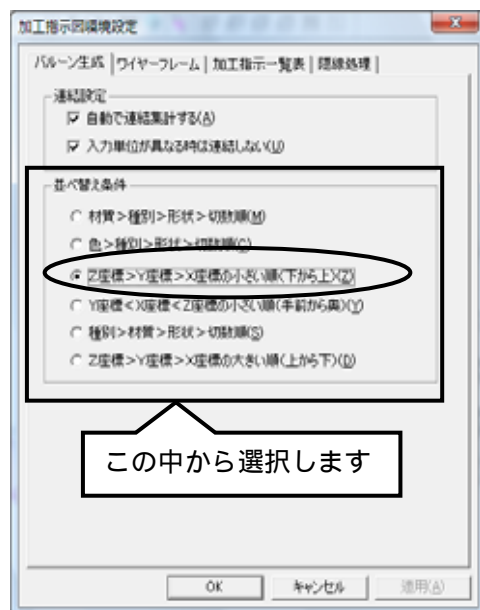 加工指示図環境設定
バルーン生成 ワイヤーフレーム 加工指示一覧表 隠線処理
連結設定
自動で連結集計する(A)
入力単位が異なる時は連結しない(U)
並べ替え条件
材質>種別>形状>切数順(M)
色>種別>形状>切数順(C)
Z座標>Y座標>X座標の小さい順(下から上)(Z)
Y座標<X座標<Z座標の小さい順(手前から奥)(Y)
種別>材質>形状>切数順(S)
Z座標>Y座標>X座標の大きい順(上から下)(D)
この中から選択します
OK キャンセル 適用(A)